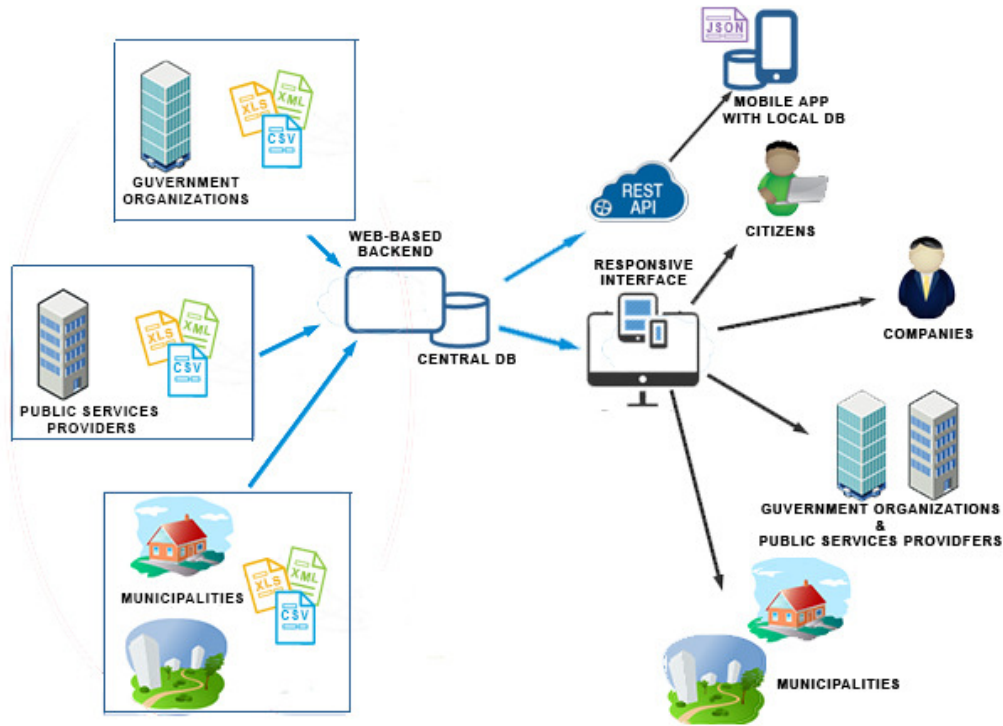 JSON
MOBILE APP
WITH LOCAL DB
XLS
XML
CSV
GUVERNMENT
ORGANIZATIONS
REST
API
CITIZENS
WEB-BASED
BACKEND
CENTRAL DB
RESPONSIVE
INTERFACE
COMPANIES
XLS
XML
CSV
PUBLIC SERVICES
PROVIDERS
GUVERNMENT ORGANIZATIONS
&
PUBLIC SERVICES PROVIDFERS
MUNICIPALITIES
XLS
XML
CSV
MUNICIPALITIES